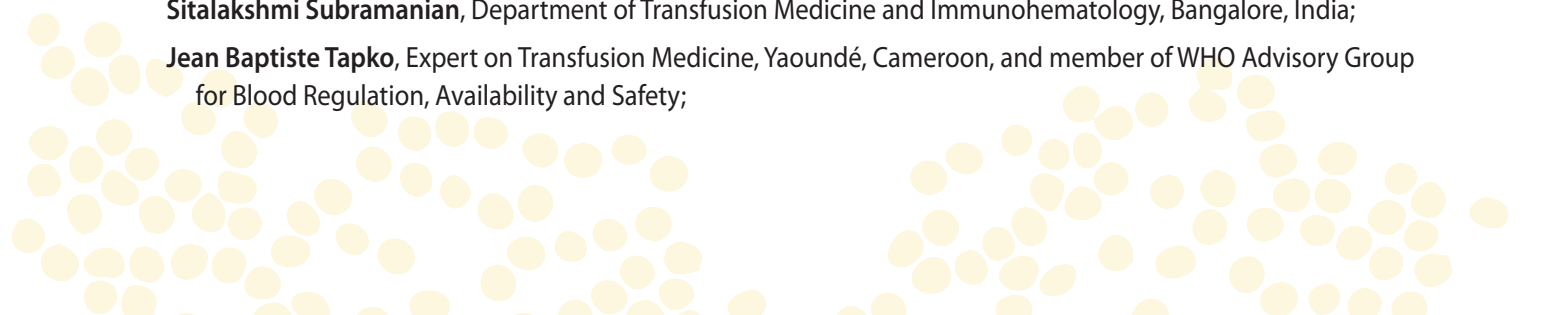 Sitalakshmi Subramanian, Department of Transfusion Medicine and Immunohematology, Bangalore, India;
Jean Baptiste Tapko, Expert on Transfusion Medicine, Yaoundé, Cameroon, and member of WHO Advisory Group
for Blood Regulation, Availability and Safety;